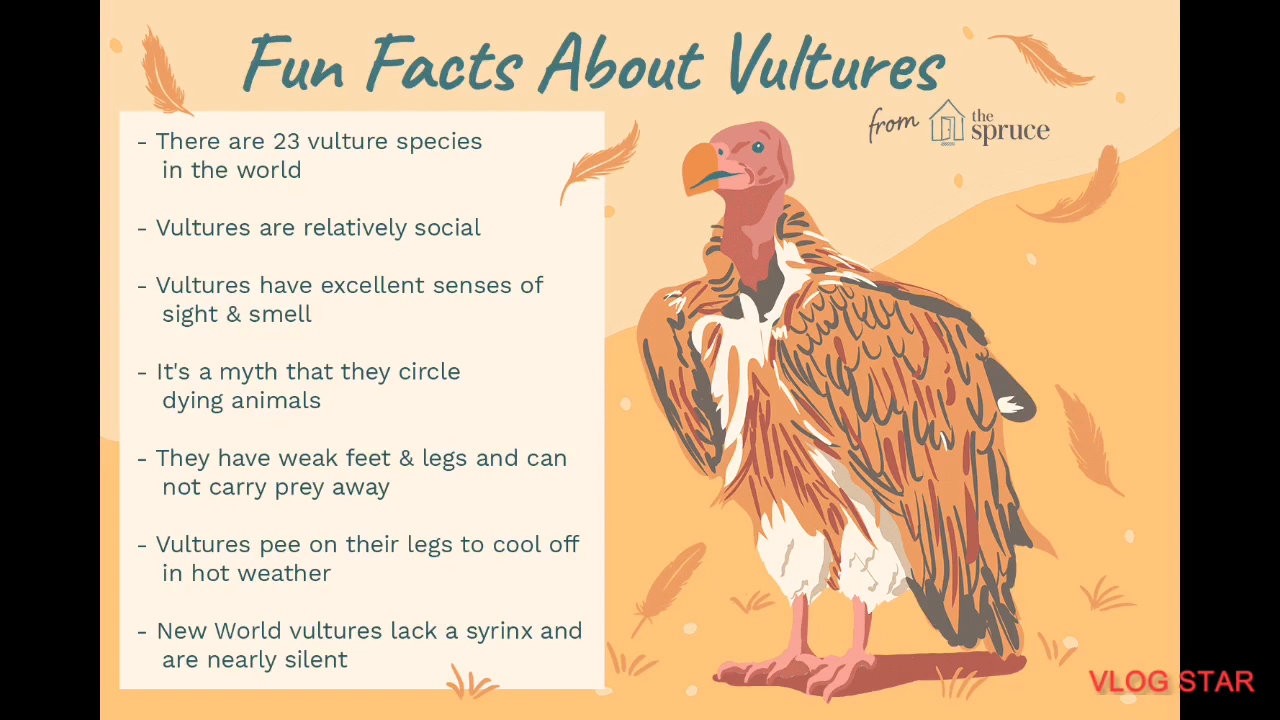 Fun Facts About Vultures
from the spruce
- There are 23 vulture species
in the world
- Vultures are relatively social
- Vultures have excellent senses of
sight & smell
- It's a myth that they circle
dying animals
- They have weak feet & legs and can
not carry prey away
- Vultures pee on their legs to cool off
in hot weather
- New World vultures lack a syrinx and
are nearly silent
VLOG STAR